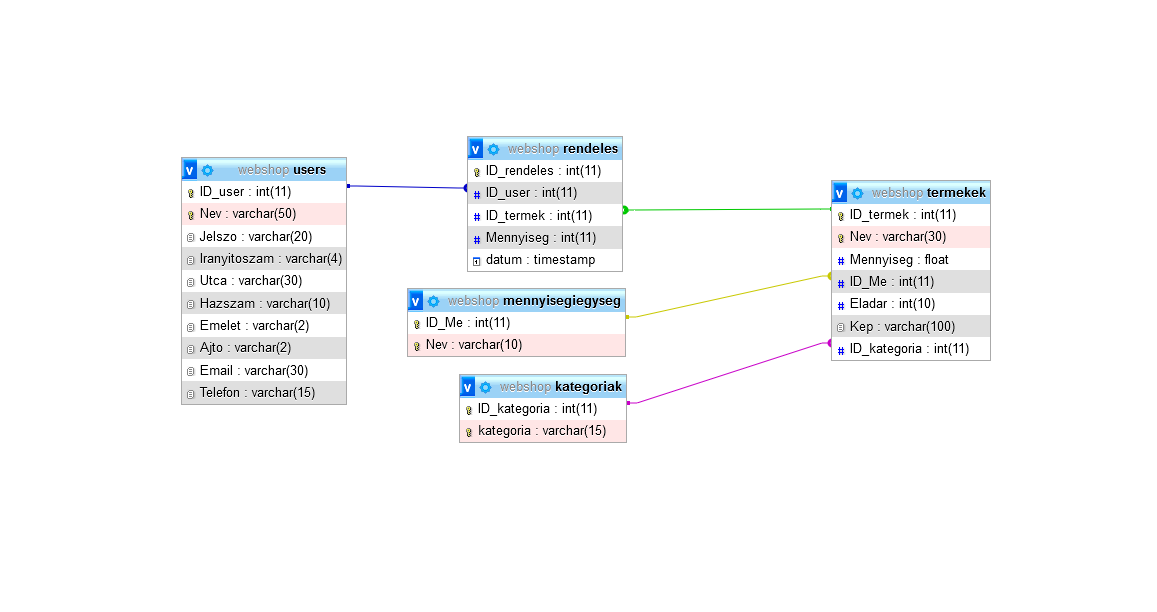 v webshop users
ID_user : int(11)
Nev : varchar(50)
Jelszo : varchar(20)
Iranyitoszam : varchar(4)
Utca : varchar(30)
Hazszam : varchar(10)
Emelet : varchar(2)
Ajto : varchar(2)
Email : varchar(30)
Telefon : varchar(15)
v webshop rendeles
ID_rendeles : int(11)
# ID_user : int(11)
# ID_termek : int(11)
# Mennyiseg : int(11)
datum : timestamp
v webshop mennyisegiegyseg
ID_Me : int(11)
Nev : varchar(10)
v webshop kategoriak
ID_kategoria : int(11)
kategoria : varchar(15)
v webshop termekek
ID_termek : int(11)
Nev : varchar(30)
# Mennyiseg : float
# ID_Me : int(11)
# Eladar : int(10)
Kep : varchar(100)
# ID_kategoria : int(11)